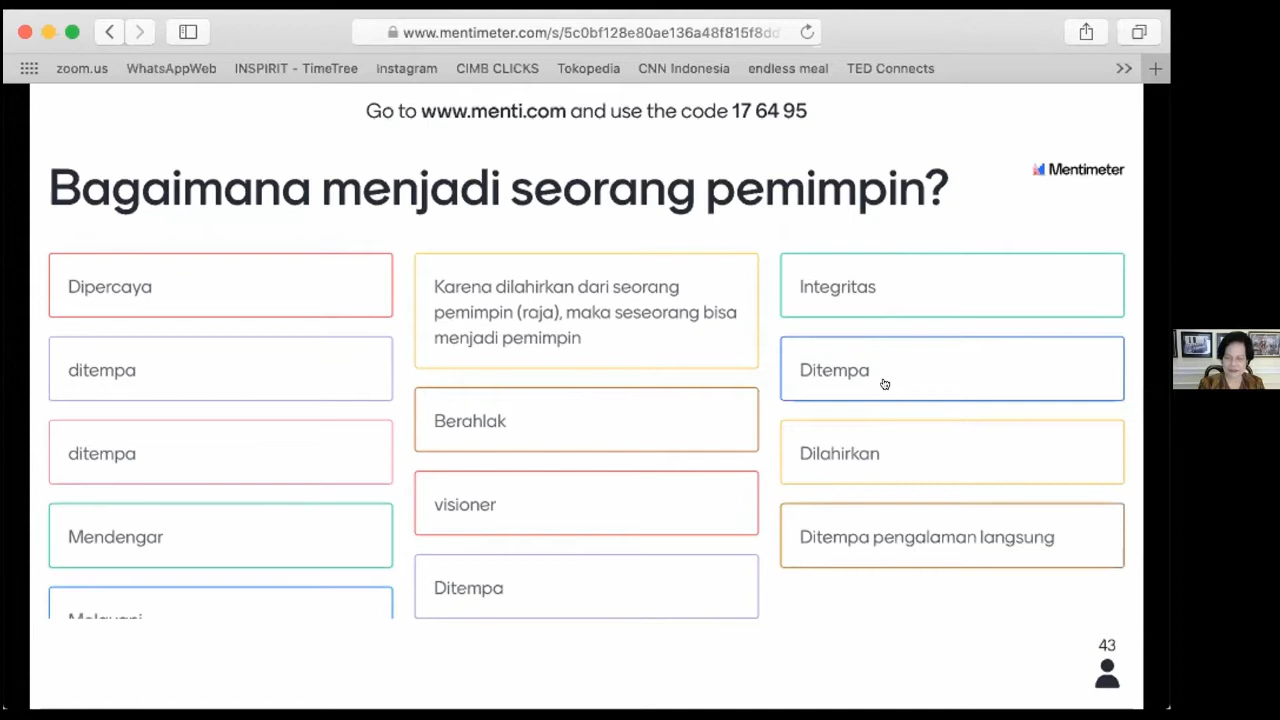 www.mentimeter.com/s/5c0bf128e80ae136a48f815f8dd
zoom.us WhatsAppWeb INSPIRIT - TimeTree instagram CIMB CLICKS Tokopedia CNN Indonesia endless meal TED Connects
Go to www.menti.com and use the code 17 64 95
Mentimeter
Bagaimana menjadi seorang pemimpin?
Dipercaya
ditempa
ditempa
Mendengar
Melayani
Karena dilahirkan dari seorang
pemimpin (raja), maka seseorang bisa
menjadi pemimpin
Berahlak
visioner
Ditempa
Integritas
Ditempa
Dilahirkan
Ditempa pengalaman langsung
43